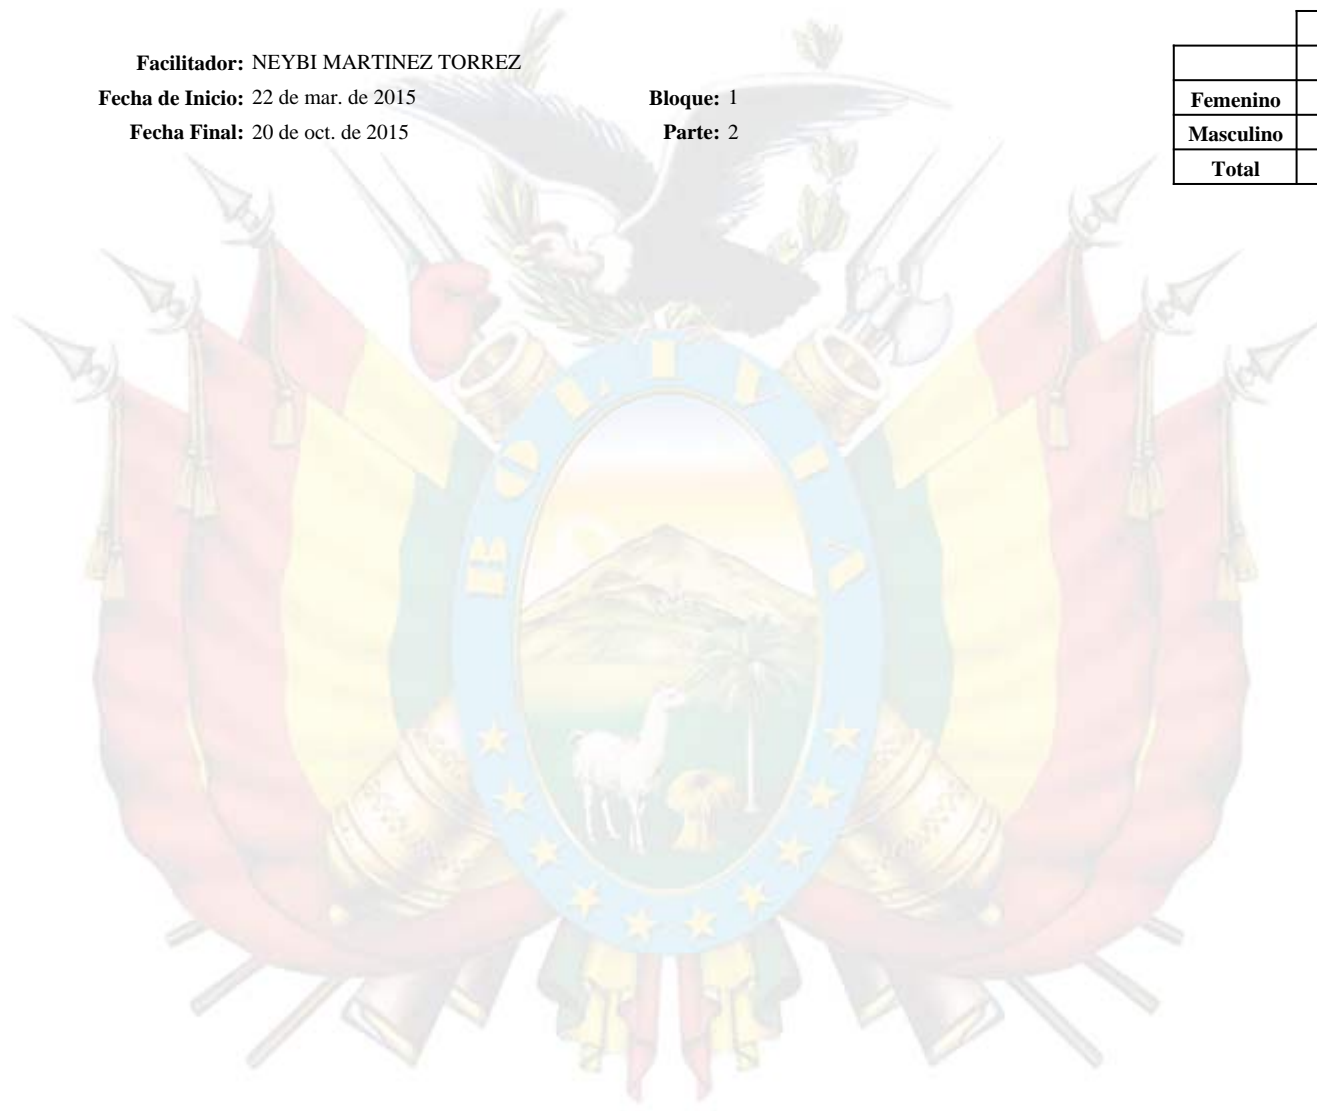 Facilitador: NEYBI MARTINEZ TORREZ
Fecha de Inicio: 22 de mar. de 2015 Bloque: 1
Femenino
Fecha Final: 20 de oct. de 2015 Parte: 2
Masculino
Total
BOLIVIA